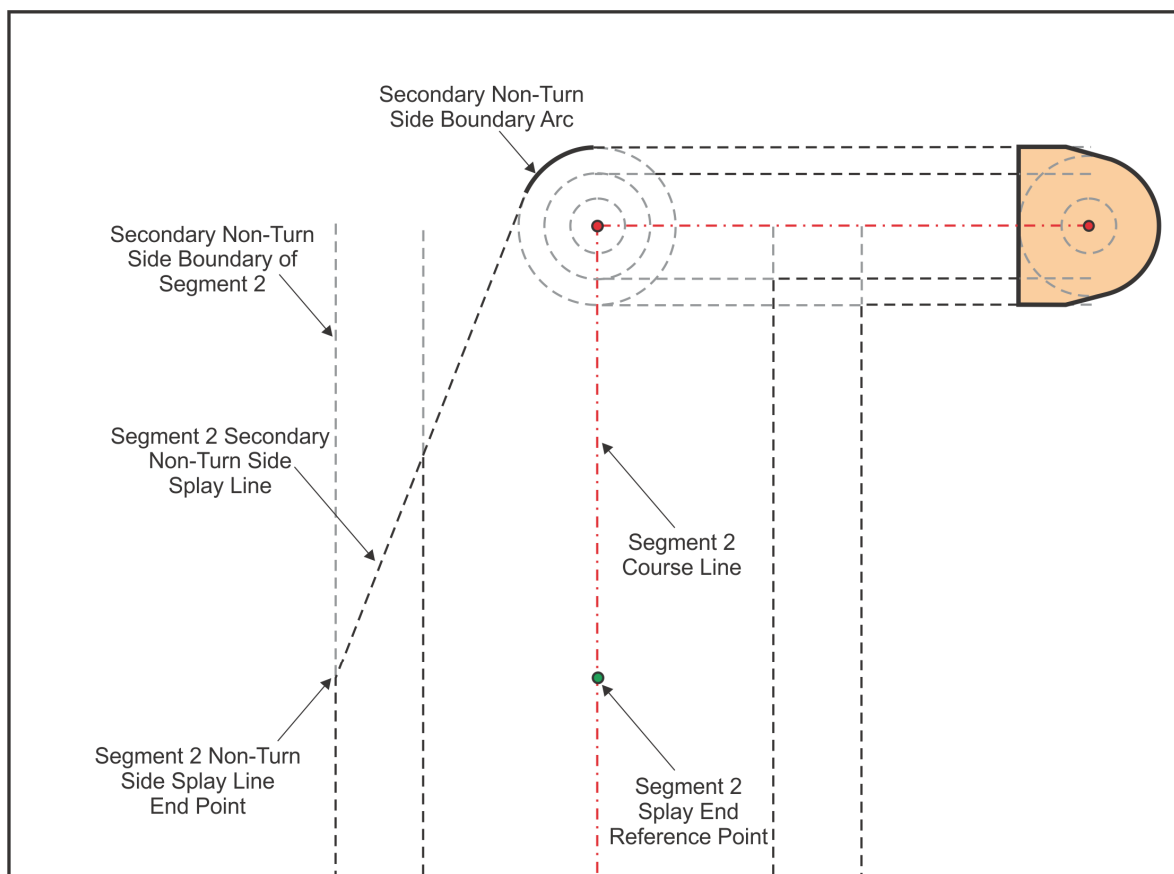 Secondary Non-Turn
Side Boundary Arc
Secondary Non-Turn
Side Boundary of
Segment 2
Segment 2 Secondary
Non-Turn Side
Splay Line
Segment 2
Course Line
Segment 2 Non-Turn
Side Splay Line
End Point
Segment 2
Splay End
Reference Point